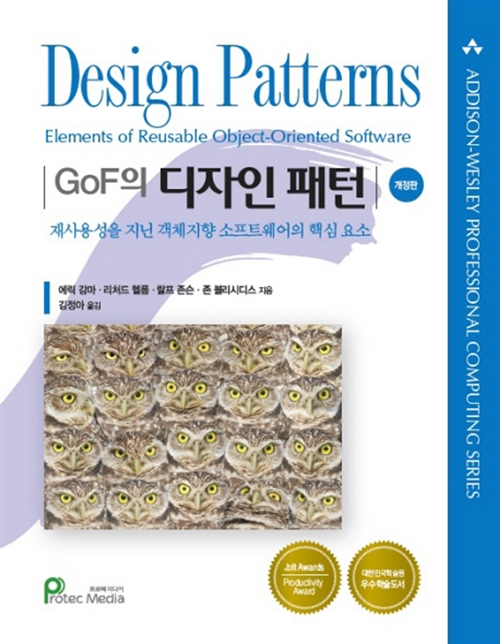 Design Patterns
Elements of Reusable Object-Oriented Software
GoF의 디자인 패턴
개정판
재사용성을 지닌 객체지향 소프트웨어의 핵심 요소
에릭 감마 · 리처드 헬름 · 랄프 존슨 · 존 블리시디스 지음
김정아 옮김
ADDISON-WESLEY PROFESSIONAL COMPUTING SERIES
Jolt Awards
Productivity
Award
대한민국학술원
우수학술도서
프로텍 미디어
Protec Media